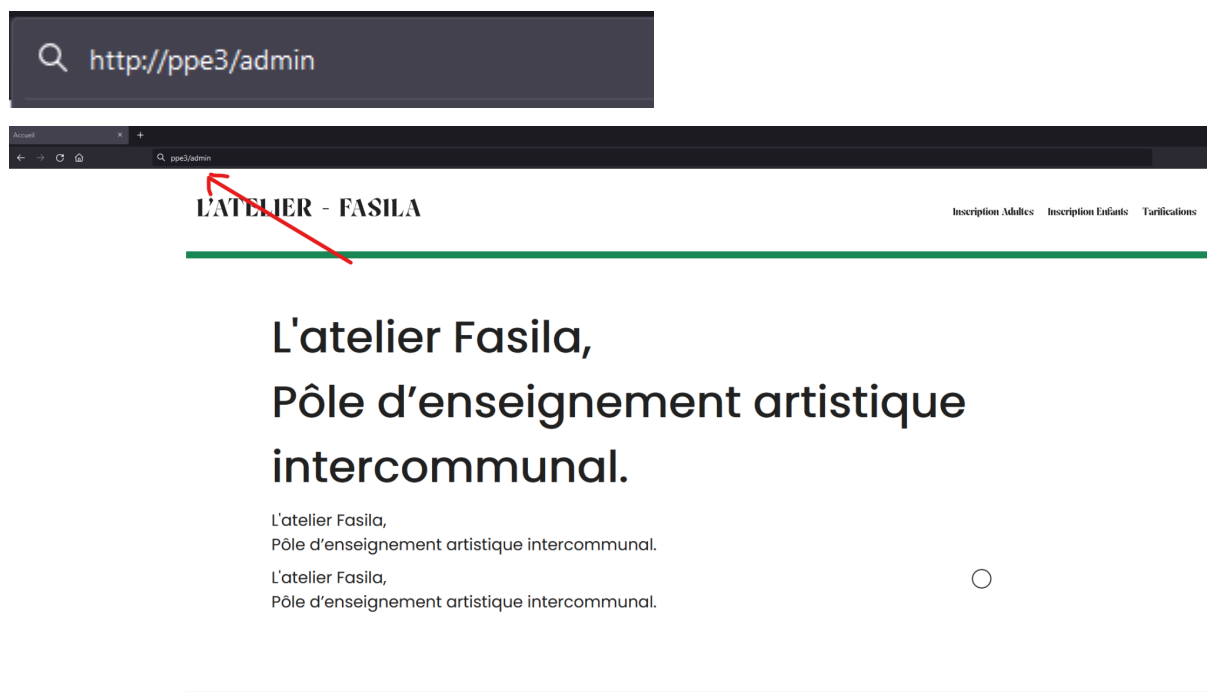 http://ppe3/admin
Accueil
ppe3/admin
L'ATELIER - FASILA
Inscription Adultes Inscription Enfants Tarifications
L'atelier Fasila,
Pôle d’enseignement artistique
intercommunal.
L'atelier Fasila,
Pôle d’enseignement artistique intercommunal.
L'atelier Fasila,
Pôle d’enseignement artistique intercommunal.